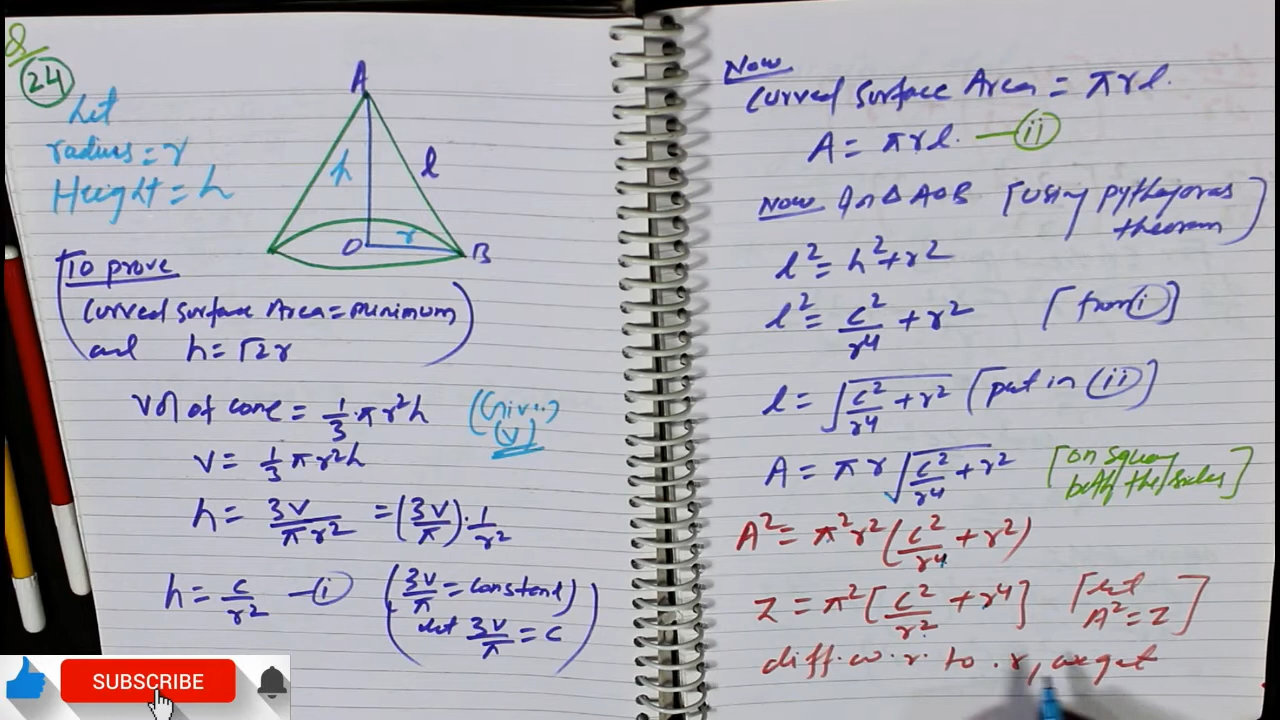 Q/
24
Let
radius = r
Height = h
A
h
l
O
r
B
To prove
Curved surface Area = minimum
and h = √2r
Vol of cone = 1/3 · πr²h (Given V)
V = 1/3 πr²h
h = 3V/πr² = (3V/π) · 1/r²
h = c/r² — (i) (3V/π = constant)
let 3V/π = c
Now
Curved Surface Area = πrl.
A = πrl. — (ii)
Now In Δ AOB [Using pythagoras
theorem]
l² = h² + r²
l² = c²/r⁴ + r² [from (i)]
l = √(c²/r⁴ + r²) [put in (ii)]
A = πr √(c²/r⁴ + r²) [on squary
both the sides]
A² = π²r² (c²/r⁴ + r²)
Z = π² [c²/r² + r⁴] [let
A² = Z]
diff. w. r. to . r, we get
SUBSCRIBE